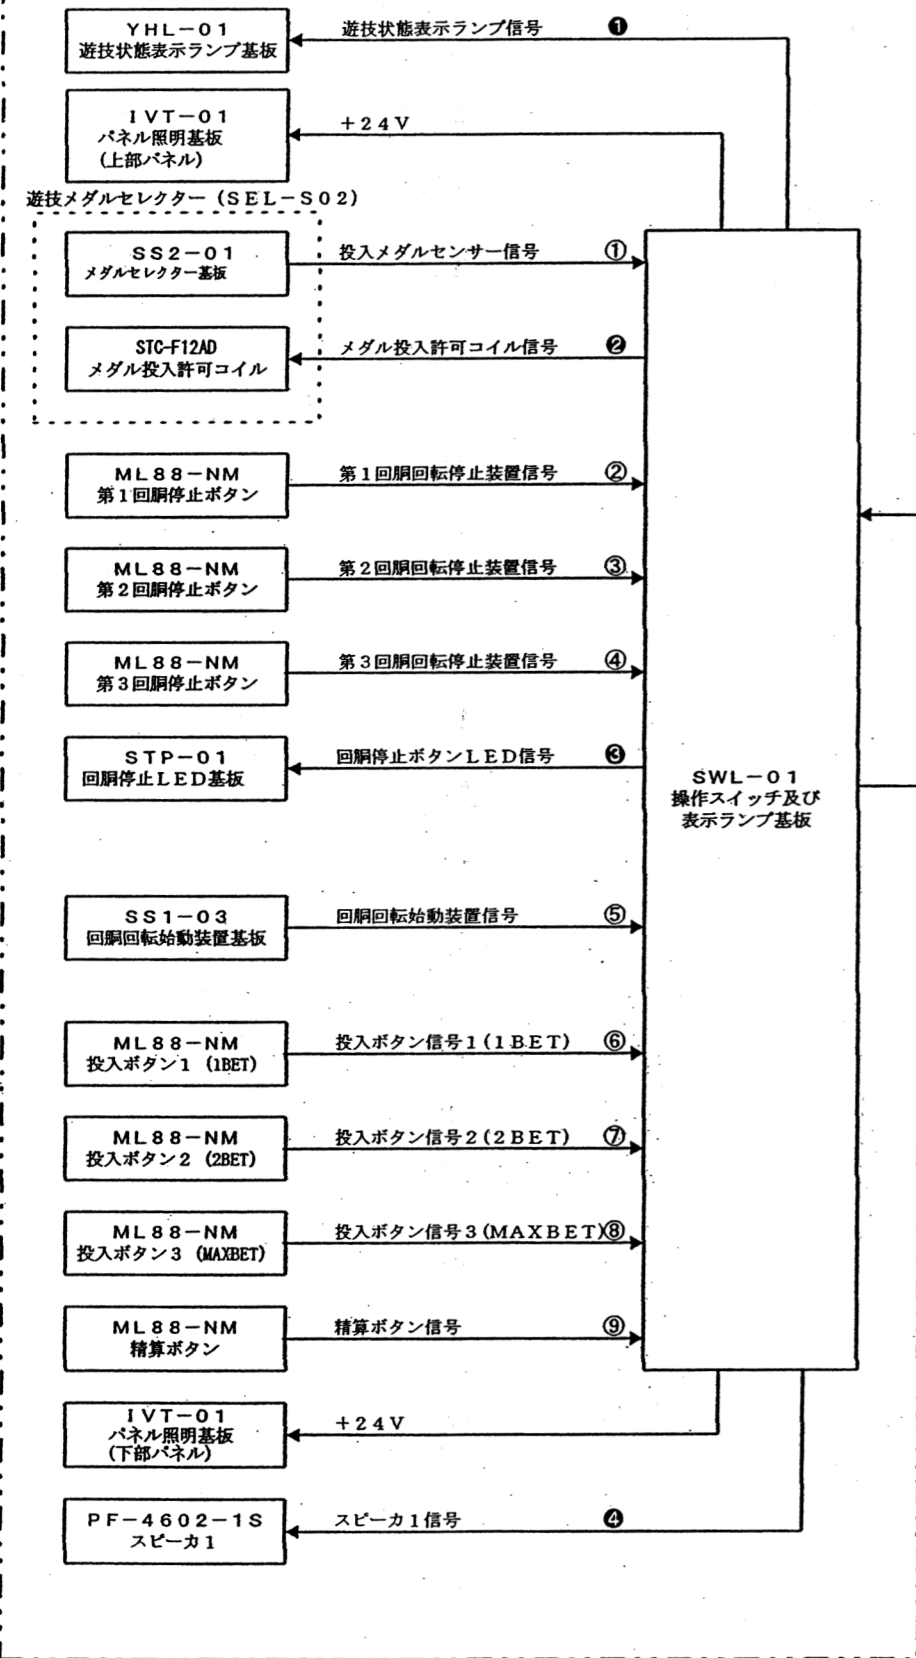 YHL-01
遊技状態表示ランプ基板
遊技状態表示ランプ信号 ❶
IVT-01
パネル照明基板
(上部パネル)
+24V
遊技メダルセレクター(SEL-S02)
SS2-01
メダルセレクター基板
投入メダルセンサー信号 ①
STC-F12AD
メダル投入許可コイル
メダル投入許可コイル信号 ❷
ML88-NM
第1回胴停止ボタン
第1回胴回転停止装置信号 ②
ML88-NM
第2回胴停止ボタン
第2回胴回転停止装置信号 ③
ML88-NM
第3回胴停止ボタン
第3回胴回転停止装置信号 ④
STP-01
回胴停止LED基板
回胴停止ボタンLED信号 ❸
SWL-01
操作スイッチ及び
表示ランプ基板
SS1-03
回胴回転始動装置基板
回胴回転始動装置信号 ⑤
ML88-NM
投入ボタン1 (1BET)
投入ボタン信号1(1BET) ⑥
ML88-NM
投入ボタン2 (2BET)
投入ボタン信号2(2BET) ⑦
ML88-NM
投入ボタン3 (MAXBET)
投入ボタン信号3(MAXBET)⑧
ML88-NM
精算ボタン
精算ボタン信号 ⑨
IVT-01
パネル照明基板
(下部パネル)
+24V
PF-4602-1S
スピーカ1
スピーカ1信号 ❹